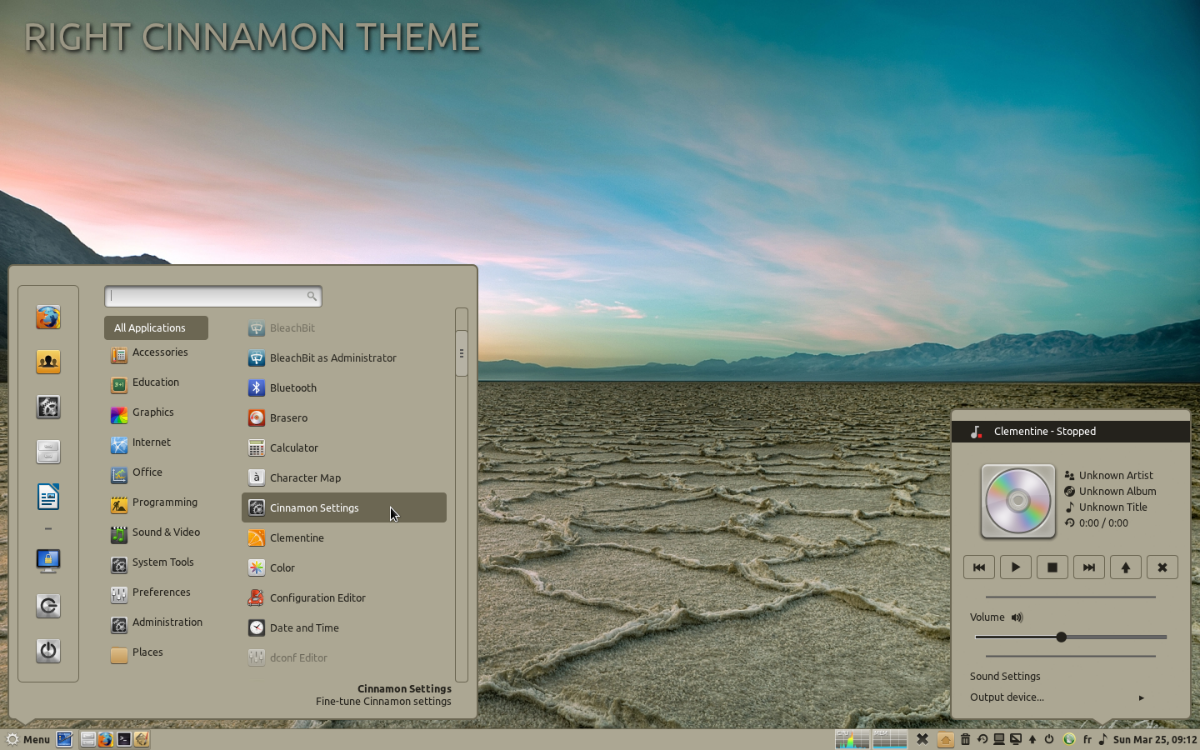 RIGHT CINNAMON THEME
All Applications
Accessories
Education
Graphics
Internet
Office
Programming
Sound & Video
System Tools
Preferences
Administration
Places
BleachBit
BleachBit as Administrator
Bluetooth
Brasero
Calculator
Character Map
Cinnamon Settings
Clementine
Color
Configuration Editor
Date and Time
dconf Editor
Cinnamon Settings
Fine-tune Cinnamon settings
Clementine - Stopped
Unknown Artist
Unknown Album
Unknown Title
0:00 / 0:00
Volume
Sound Settings
Output device...
Menu
fr
Sun Mar 25, 09:12